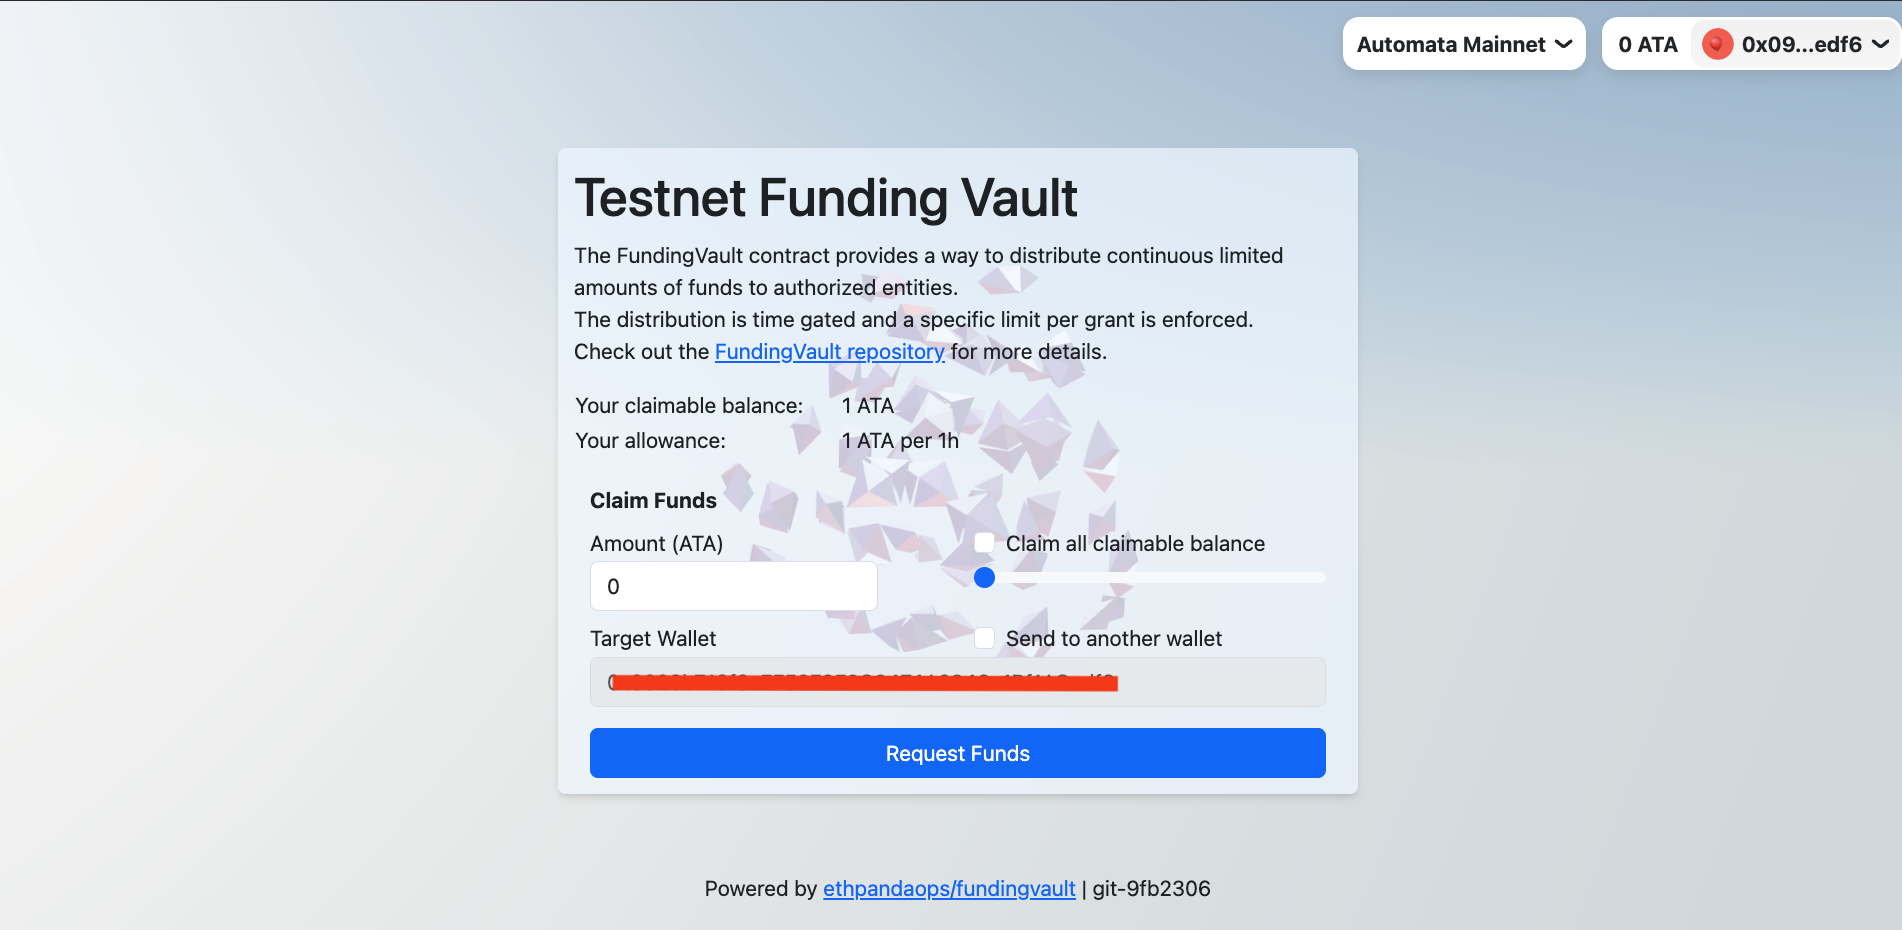 Automata Mainnet
0 ATA
0x09...edf6
Testnet Funding Vault
The FundingVault contract provides a way to distribute continuous limited
amounts of funds to authorized entities.
The distribution is time gated and a specific limit per grant is enforced.
Check out the FundingVault repository for more details.
Your claimable balance: 1 ATA
Your allowance: 1 ATA per 1h
Claim Funds
Amount (ATA)
Claim all claimable balance
0
Target Wallet
Send to another wallet
Request Funds
Powered by ethpandaops/fundingvault | git-9fb2306